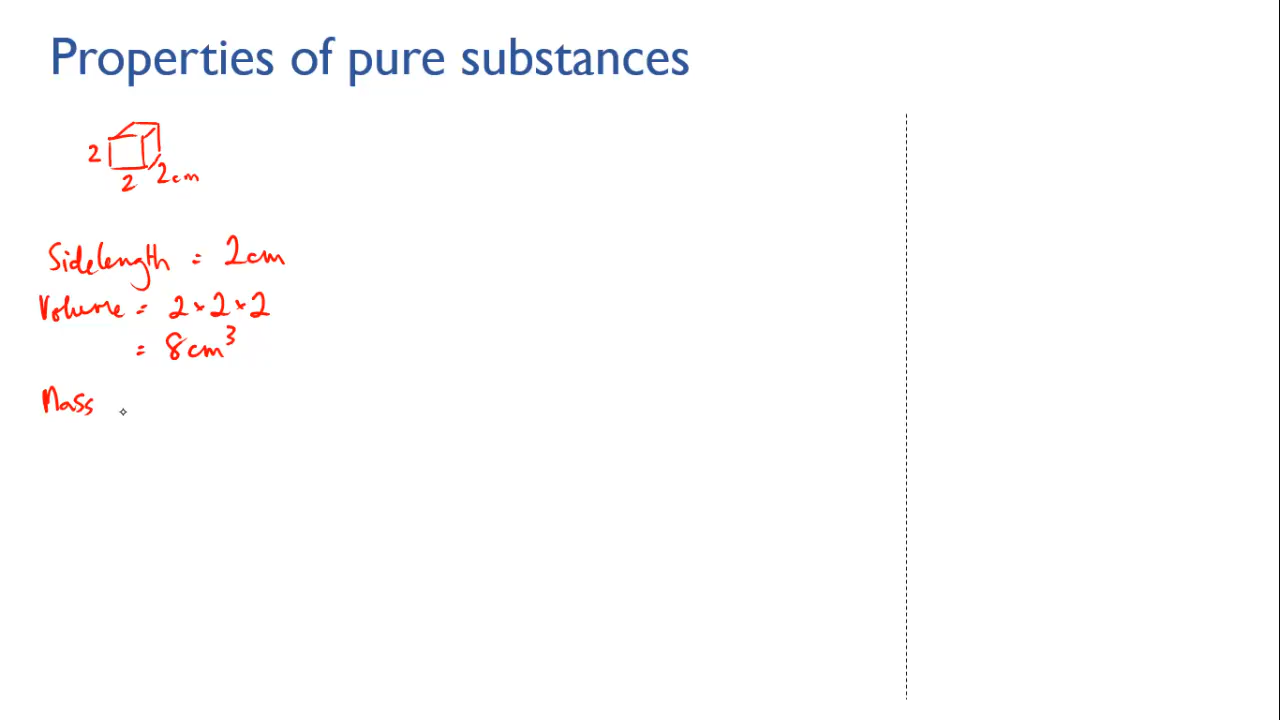 Properties of pure substances
2
2
2cm
Sidelength = 2cm
Volume = 2 × 2 × 2
= 8cm³
Mass